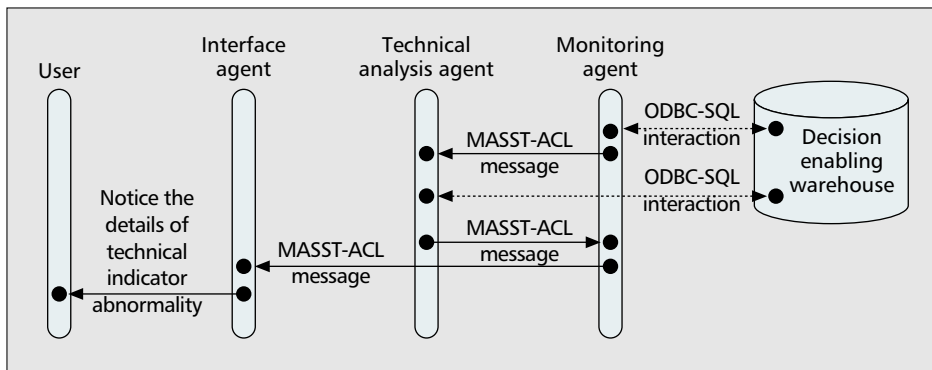 User
Interface
agent
Technical
analysis agent
Monitoring
agent
ODBC-SQL
interaction
Decision
enabling
warehouse
MASST-ACL
message
ODBC-SQL
interaction
Notice the
details of
technical
indicator
abnormality
MASST-ACL
message
MASST-ACL
message